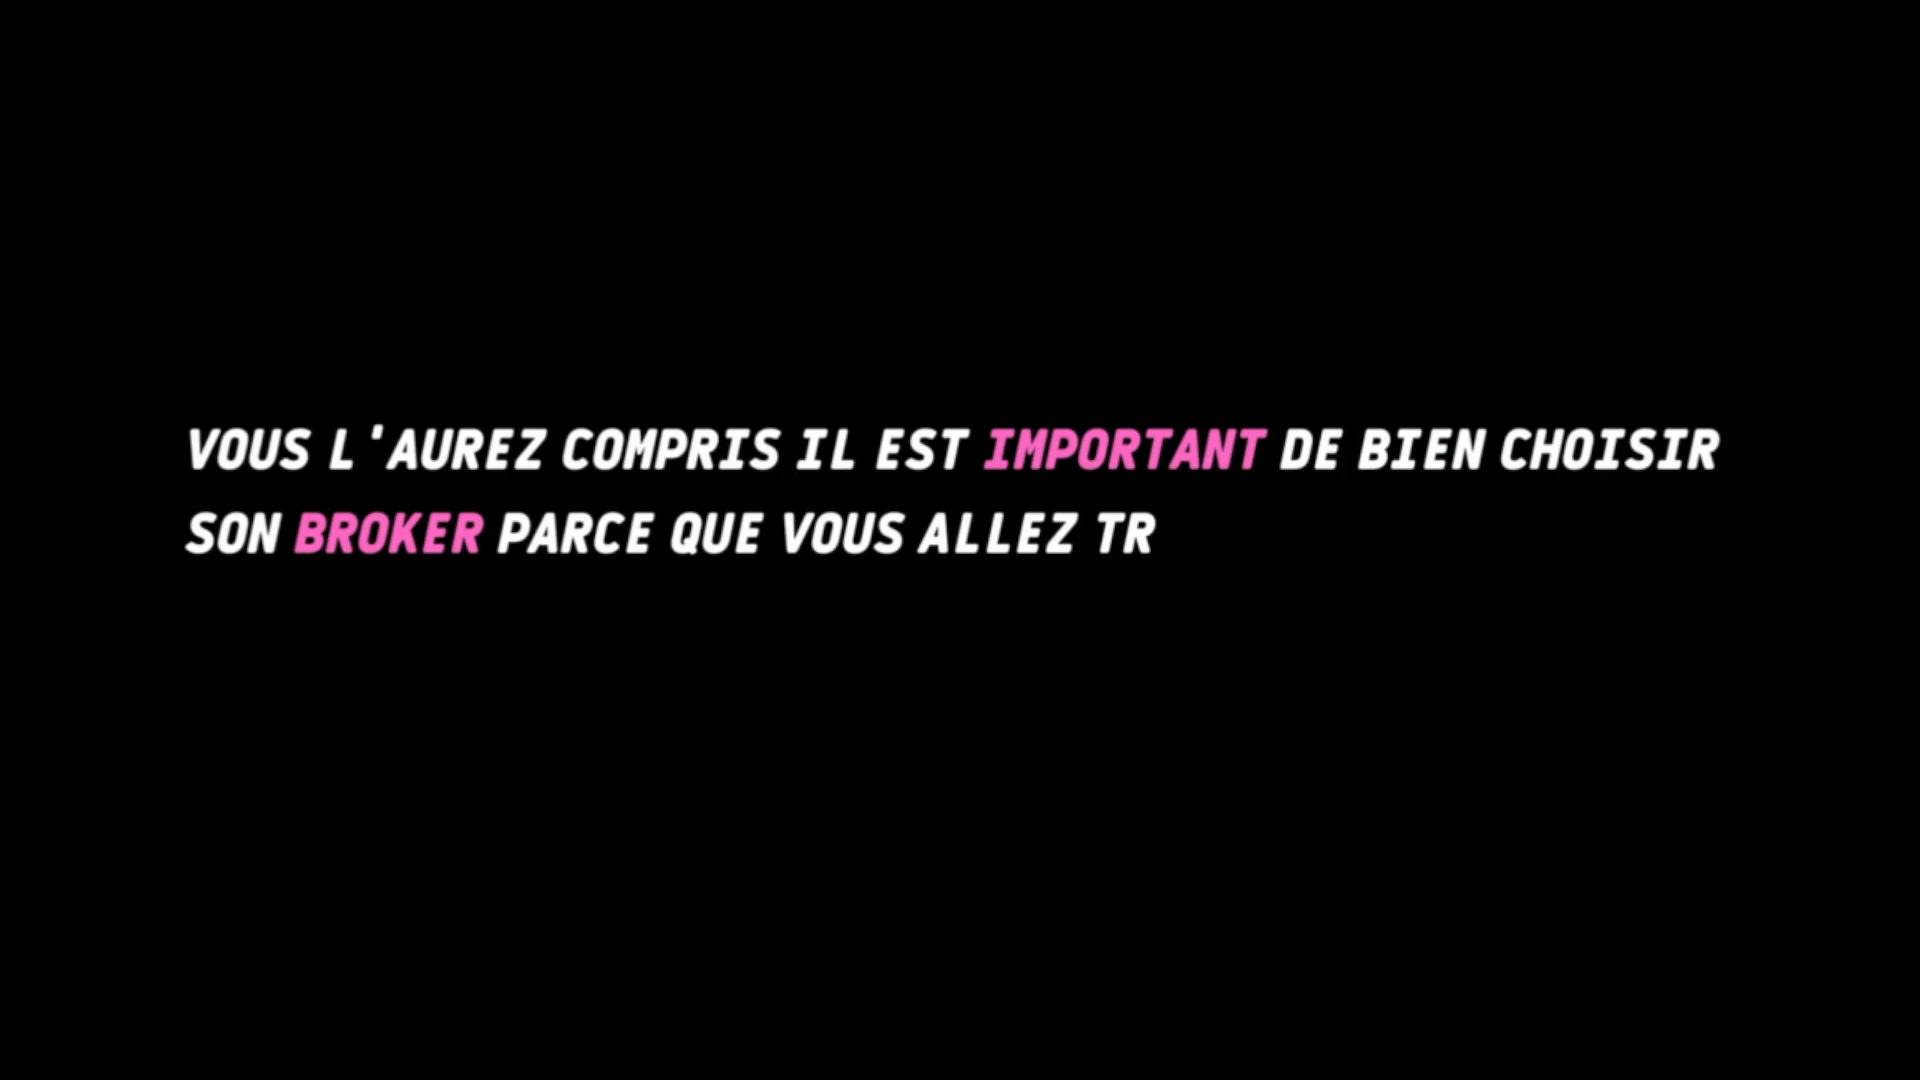 VOUS L'AUREZ COMPRIS IL EST IMPORTANT DE BIEN CHOISIR
SON BROKER PARCE QUE VOUS ALLEZ TR